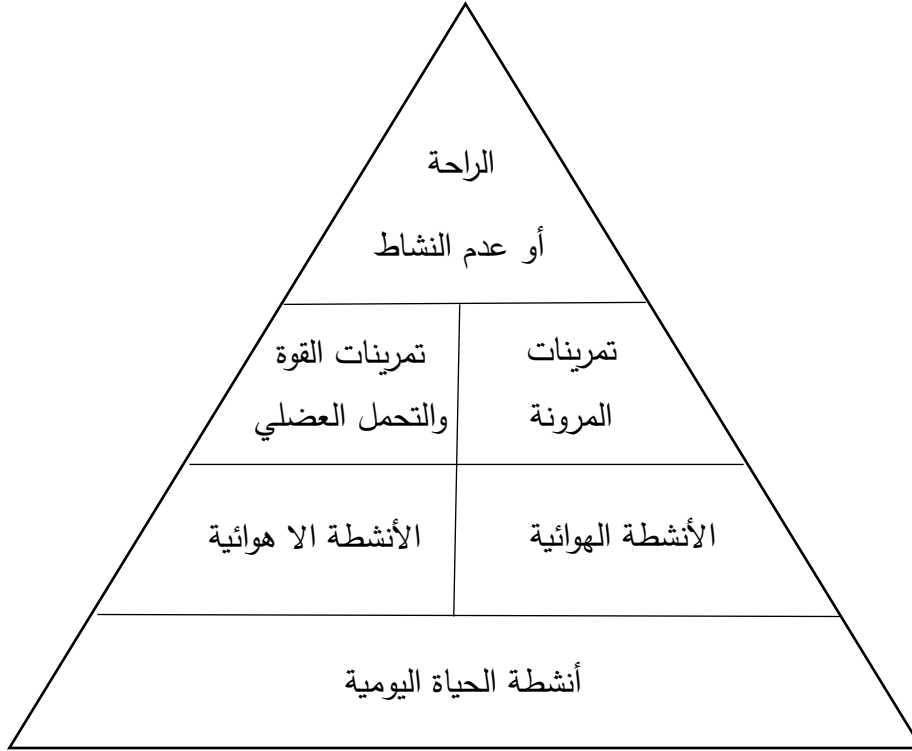 الراحة
أو عدم النشاط
تمرينات
المرونة
تمرينات القوة
والتحمل العضلي
الأنشطة الهوائية
الأنشطة الا هوائية
أنشطة الحياة اليومية